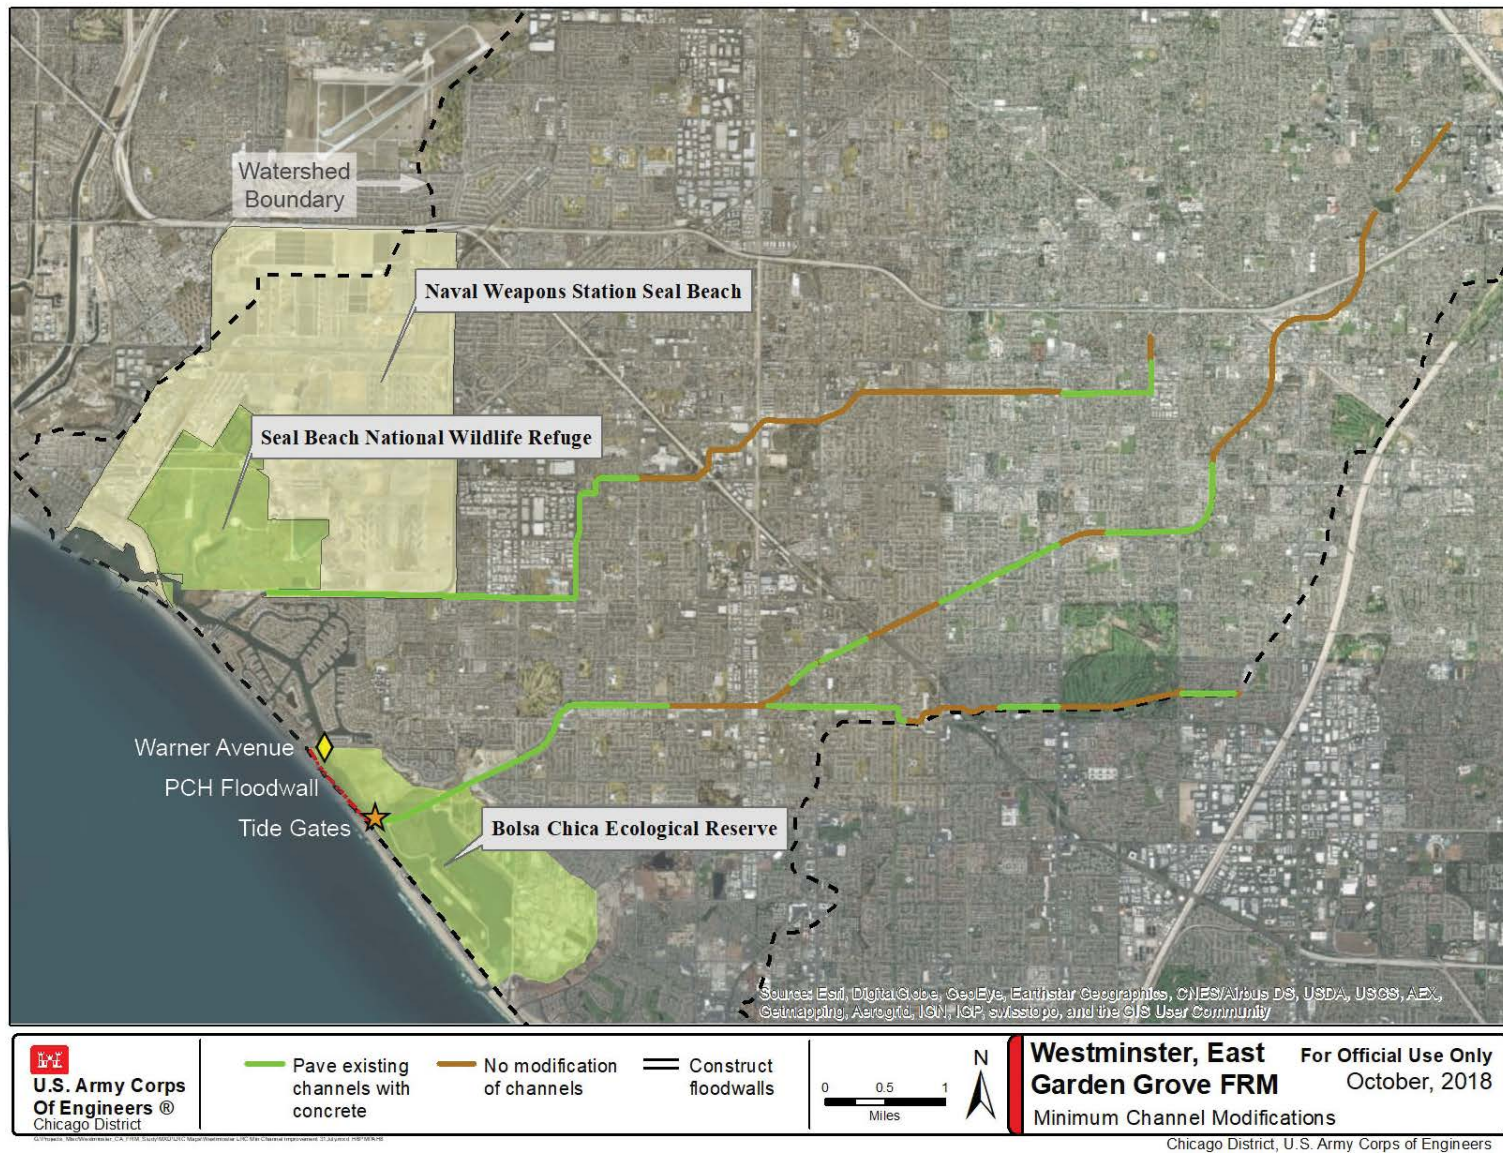 Watershed
Boundary
Naval Weapons Station Seal Beach
Seal Beach National Wildlife Refuge
Warner Avenue
PCH Floodwall
Tide Gates
Bolsa Chica Ecological Reserve
Source: Esri, DigitalGlobe, GeoEye, Earthstar Geographics, CNES/Airbus DS, USDA, USGS, AEX,
Getmapping, Aerogrid, IGN, IGP, swisstopo, and the GIS User Community
U.S. Army Corps
Of Engineers ®
Chicago District
Pave existing
channels with
concrete
No modification
of channels
Construct
floodwalls
0 0.5 1
Miles
N
Westminster, East
Garden Grove FRM
Minimum Channel Modifications
For Official Use Only
October, 2018
Chicago District, U.S. Army Corps of Engineers